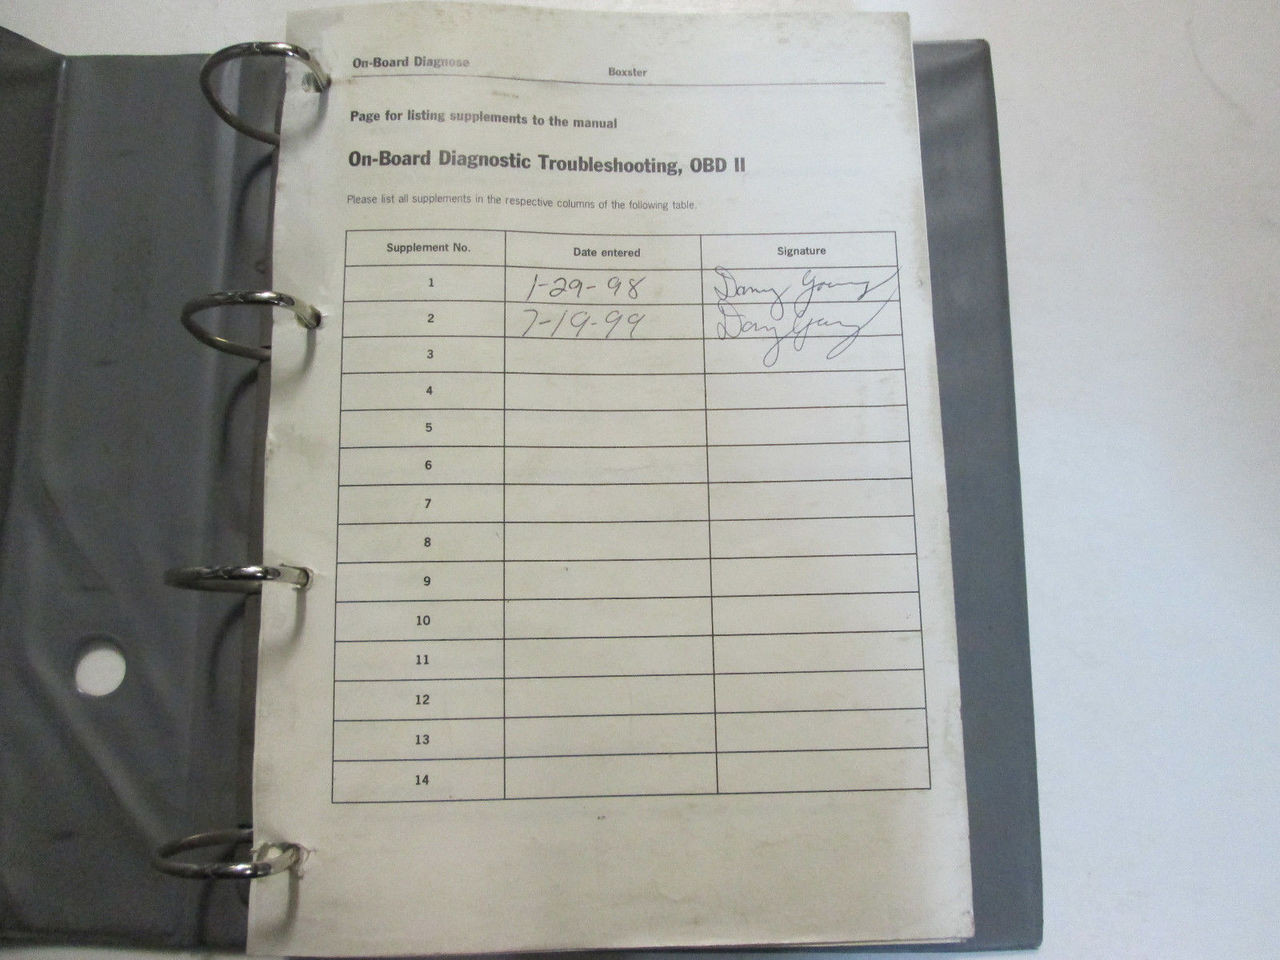 On-Board Diagnose Boxster
Page for listing supplements to the manual
On-Board Diagnostic Troubleshooting, OBD II
Please list all supplements in the respective columns of the following table.
Supplement No. Date entered Signature
1 1-29-98 Danny Young
2 7-19-99
3
4
5
6
7
8
9
10
11
12
13
14